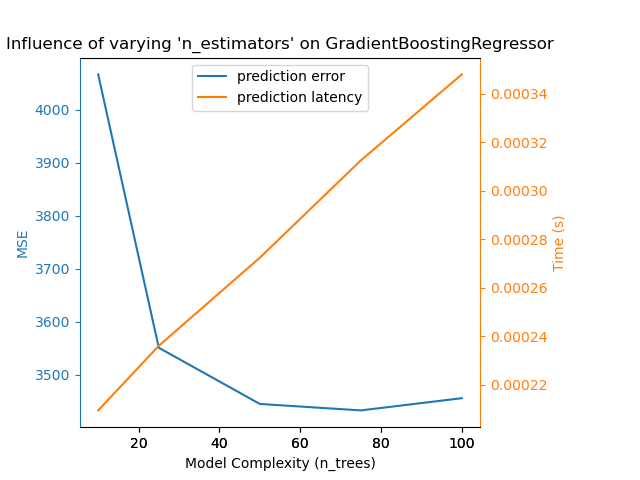 Influence of varying 'n_estimators' on GradientBoostingRegressor
prediction error
prediction latency
4000
3900
3800
3700
3600
3500
MSE
0.00034
0.00032
0.00030
0.00028
0.00026
0.00024
0.00022
Time (s)
20 40 60 80 100
Model Complexity (n_trees)